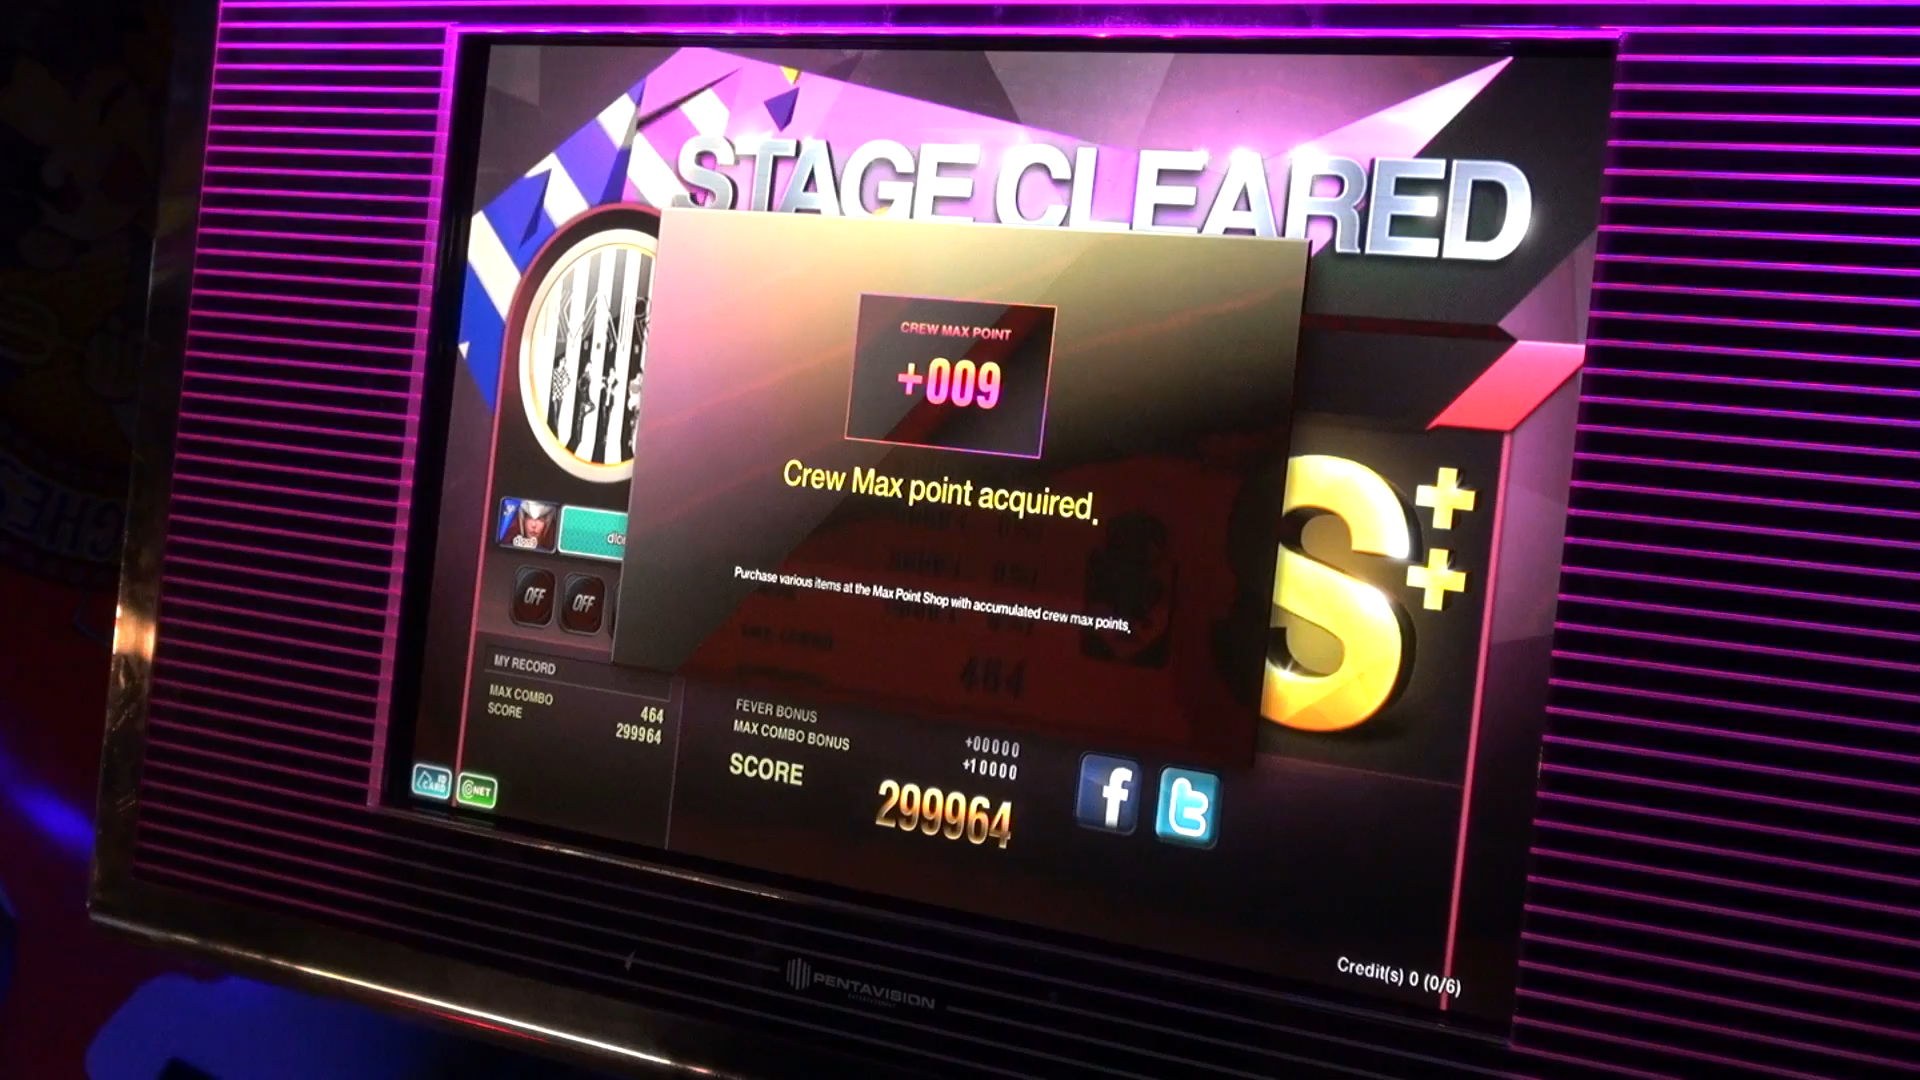 STAGE CLEARED
CREW MAX POINT
+009
Crew Max point acquired.
Purchase various items at the Max Point Shop with accumulated crew max points.
S++
OFF OFF
MY RECORD
MAX COMBO 464
SCORE 299964
FEVER BONUS +00000
MAX COMBO BONUS +10000
SCORE 299964
f t
ID CARD
NET
Credit(s) 0 (0/6)
PENTAVISION